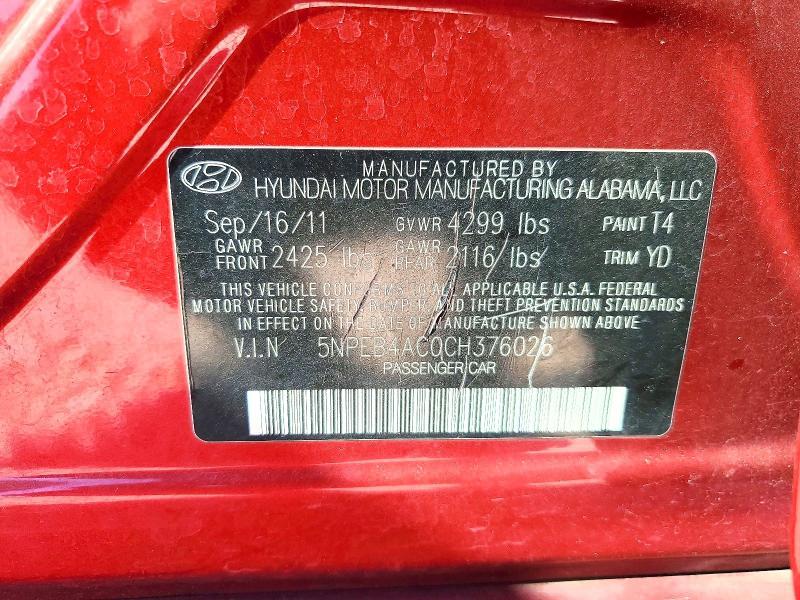 MANUFACTURED BY
HYUNDAI MOTOR MANUFACTURING ALABAMA, LLC
Sep/16/11 GVWR 4299 lbs PAINT T4
GAWR FRONT 2425 lbs GAWR REAR 2116 lbs TRIM YD
THIS VEHICLE CONFORMS TO ALL APPLICABLE U.S.A. FEDERAL
MOTOR VEHICLE SAFETY, BUMPER, AND THEFT PREVENTION STANDARDS
IN EFFECT ON THE DATE OF MANUFACTURE SHOWN ABOVE.
V.I.N 5NPEB4AC0CH376026
PASSENGER CAR